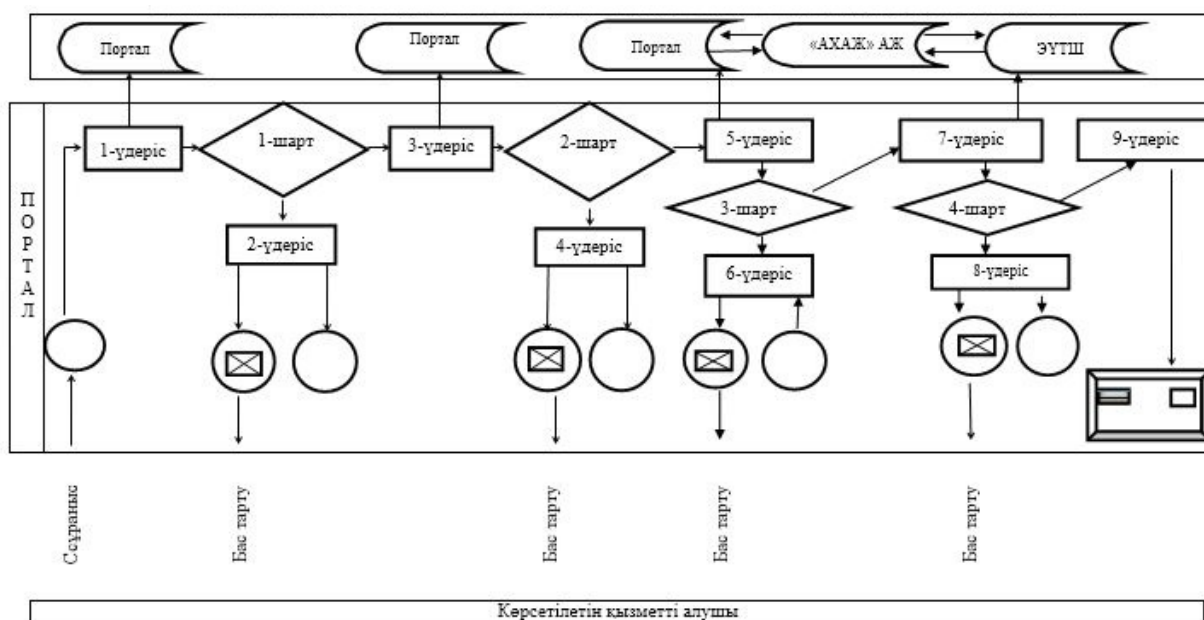 Портал
Портал
Портал
«АХАЖ» АЖ
ЭҮТШ
ПОРТАЛ
1-үдеріс
1-шарт
3-үдеріс
2-шарт
5-үдеріс
7-үдеріс
9-үдеріс
3-шарт
4-шарт
2-үдеріс
4-үдеріс
6-үдеріс
8-үдеріс
Ссұраныс
Бас тарту
Бас тарту
Бас тарту
Бас тарту
Көрсетілетін қызметті алушы